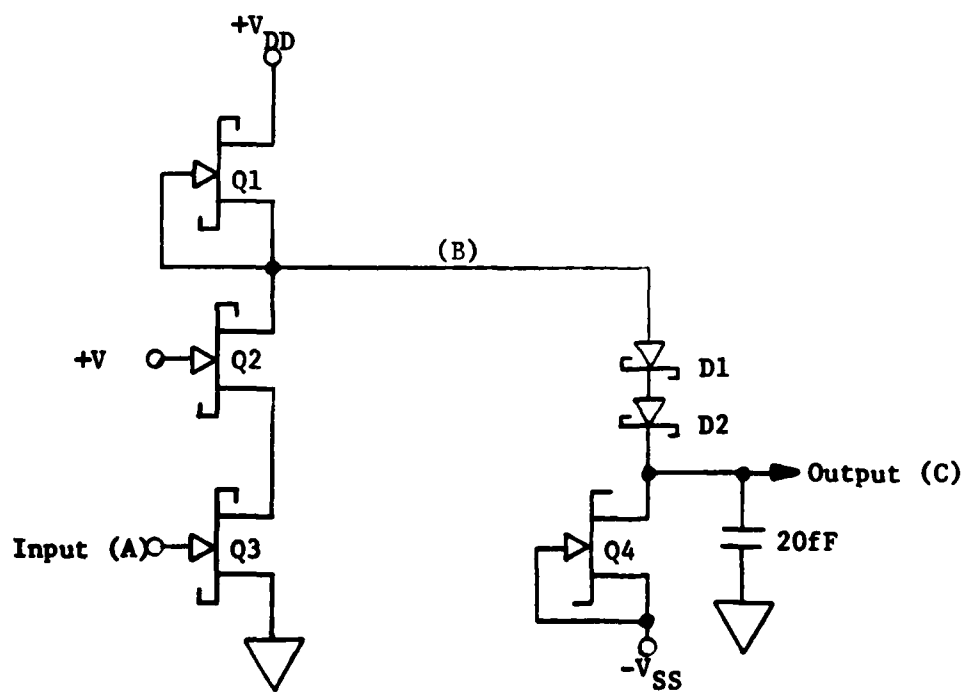 +VDD
Q1
(B)
+V
Q2
D1
D2
Output (C)
Input (A)
Q3
Q4
20fF
-VSS